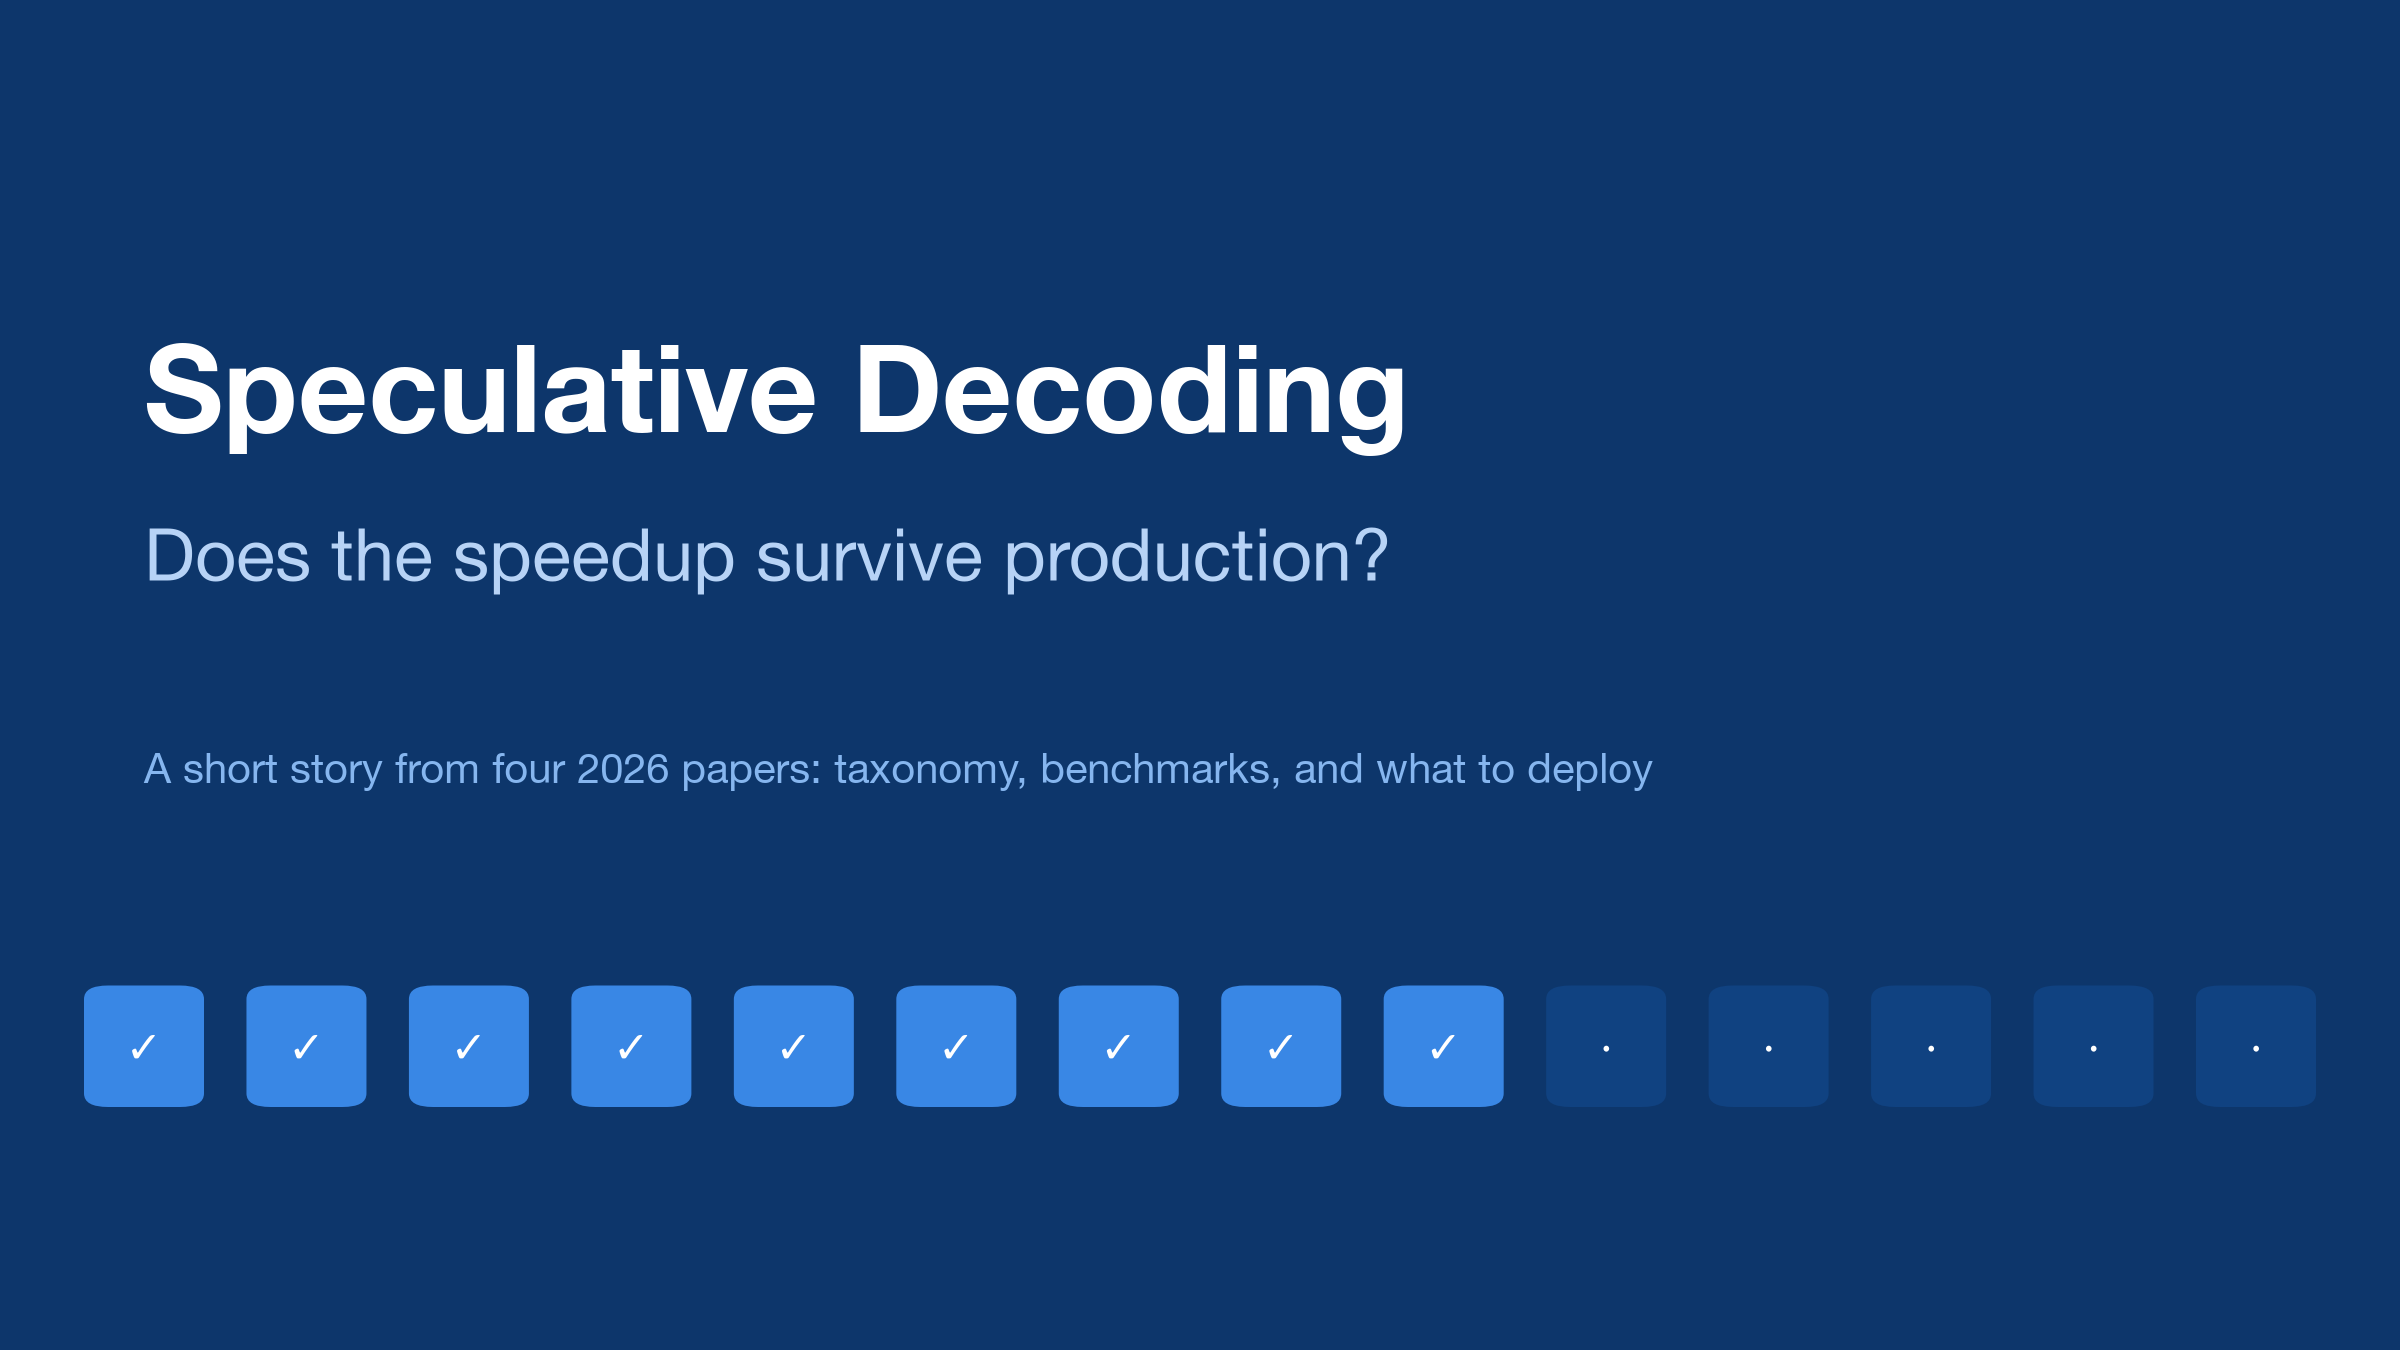 Speculative Decoding
Does the speedup survive production?
A short story from four 2026 papers: taxonomy, benchmarks, and what to deploy
✓ ✓ ✓ ✓ ✓ ✓ ✓ ✓ ✓ · · · · ·